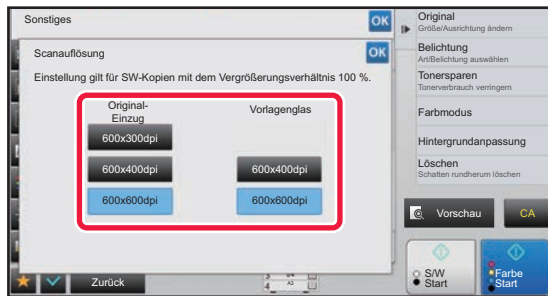 Sonstiges
OK
Scanauflösung
OK
Einstellung gilt für SW-Kopien mit dem Vergrößerungsverhältnis 100 %.
Original-
Einzug
Vorlagenglas
600x300dpi
600x400dpi
600x400dpi
600x600dpi
600x600dpi
Zurück
A3
4
Original
Größe/Ausrichtung ändern
Belichtung
Art/Belichtung auswählen
Tonersparen
Tonerverbrauch verringern
Farbmodus
Hintergrundanpassung
Löschen
Schatten rundherum löschen
Vorschau
CA
S/W
Start
Farbe
Start